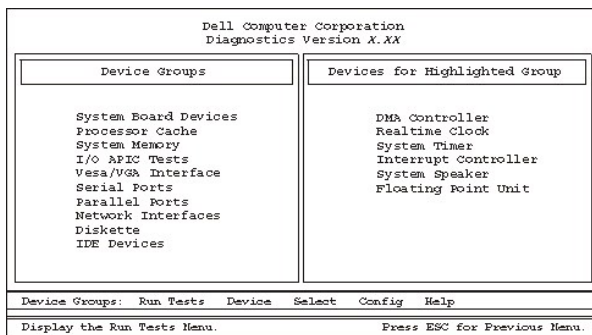 Dell Computer Corporation
Diagnostics Version X.XX
Device Groups
System Board Devices
Processor Cache
System Memory
I/O APIC Tests
Vesa/VGA Interface
Serial Ports
Parallel Ports
Network Interfaces
Diskette
IDE Devices
Devices for Highlighted Group
DMA Controller
Realtime Clock
System Timer
Interrupt Controller
System Speaker
Floating Point Unit
Device Groups: Run Tests Device Select Config Help
Display the Run Tests Menu. Press ESC for Previous Menu.